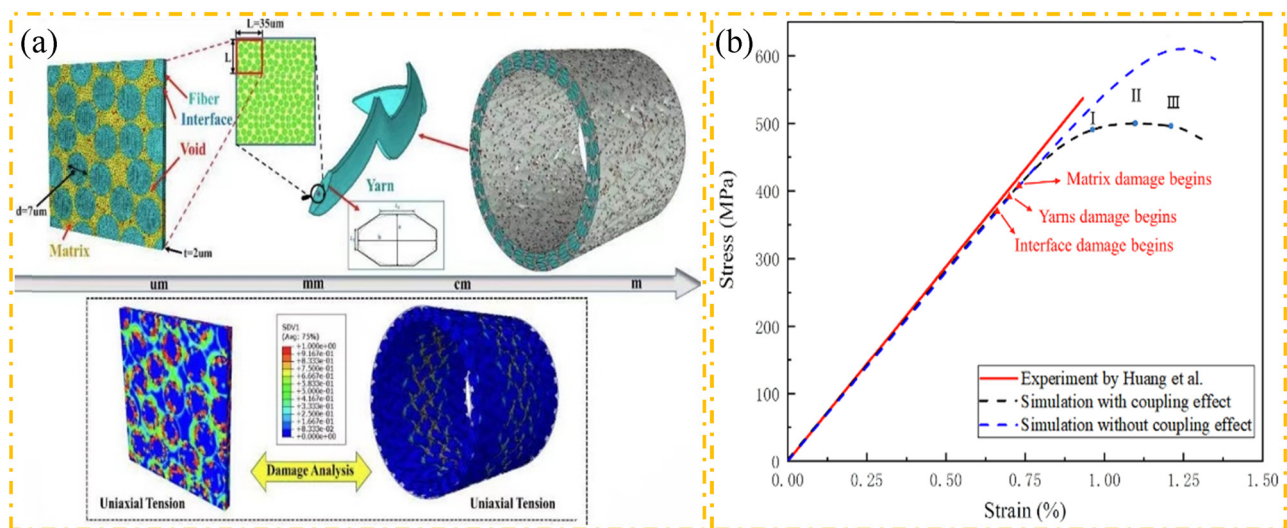 (a)
L=35um
L
Fiber
Interface
Void
d=7um
Matrix
t=2um
Yarn
um
mm
cm
m
SDV1
(Avg: 75%)
+1.000e+00
+9.167e-01
+8.333e-01
+7.500e-01
+6.667e-01
+5.833e-01
+5.000e-01
+4.167e-01
+3.333e-01
+2.500e-01
+1.667e-01
+8.333e-02
+0.000e+00
Damage Analysis
Uniaxial Tension
Uniaxial Tension
(b)
Stress (MPa)
600
500
400
300
200
100
0
I
II
III
Matrix damage begins
Yarns damage begins
Interface damage begins
Experiment by Huang et al.
Simulation with coupling effect
Simulation without coupling effect
0.00
0.25
0.50
0.75
1.00
1.25
1.50
Strain (%)